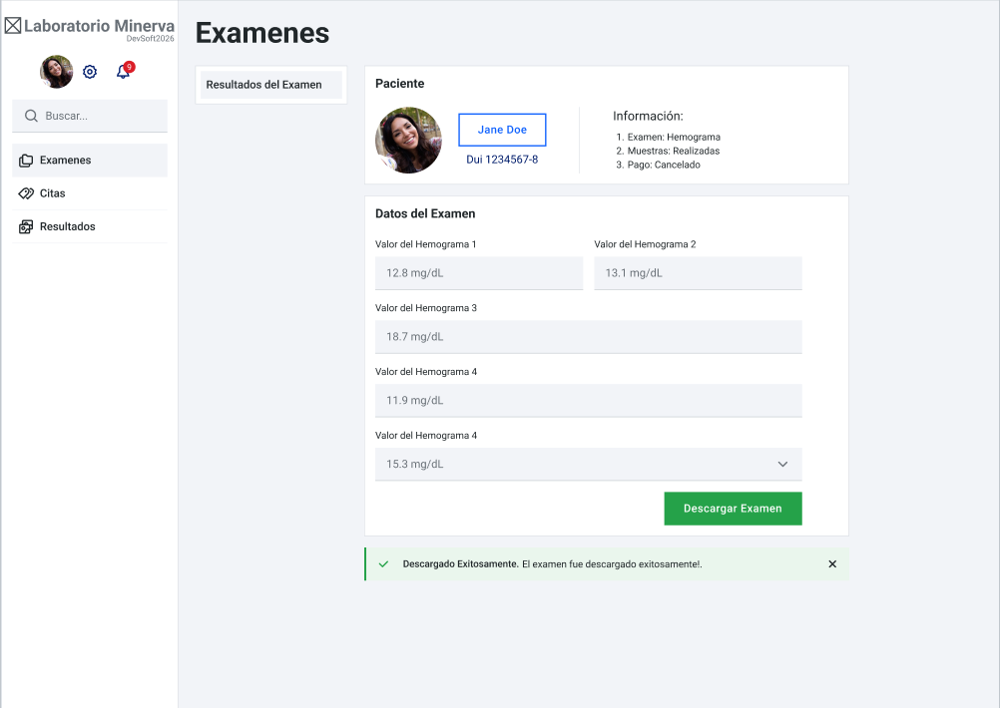 Laboratorio Minerva
DevSoft2026
9
Buscar...
Examenes
Citas
Resultados
Examenes
Resultados del Examen
Paciente
Jane Doe
Dui 1234567-8
Información:
1. Examen: Hemograma
2. Muestras: Realizadas
3. Pago: Cancelado
Datos del Examen
Valor del Hemograma 1
12.8 mg/dL
Valor del Hemograma 2
13.1 mg/dL
Valor del Hemograma 3
18.7 mg/dL
Valor del Hemograma 4
11.9 mg/dL
Valor del Hemograma 4
15.3 mg/dL
Descargar Examen
Descargado Exitosamente. El examen fue descargado exitosamente!.